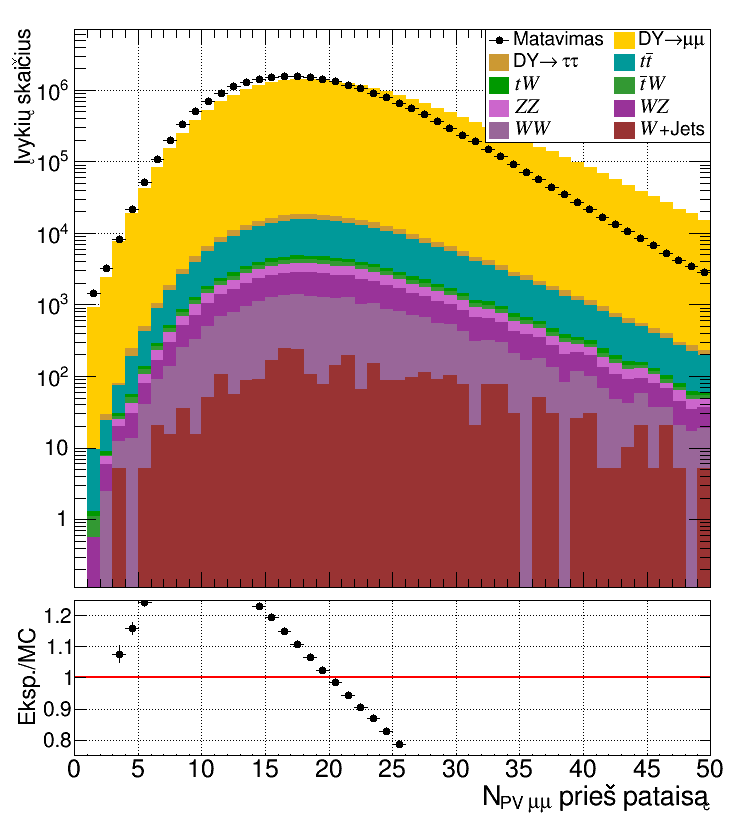 Įvykių skaičius
10⁶
10⁵
10⁴
10³
10²
10
1
Matavimas
DY→μμ
DY→ ττ
tt̄
tW
t̄W
ZZ
WZ
WW
W+Jets
Eksp./MC
1.2
1.1
1
0.9
0.8
0 5 10 15 20 25 30 35 40 45 50
N_PV μμ prieš pataisą